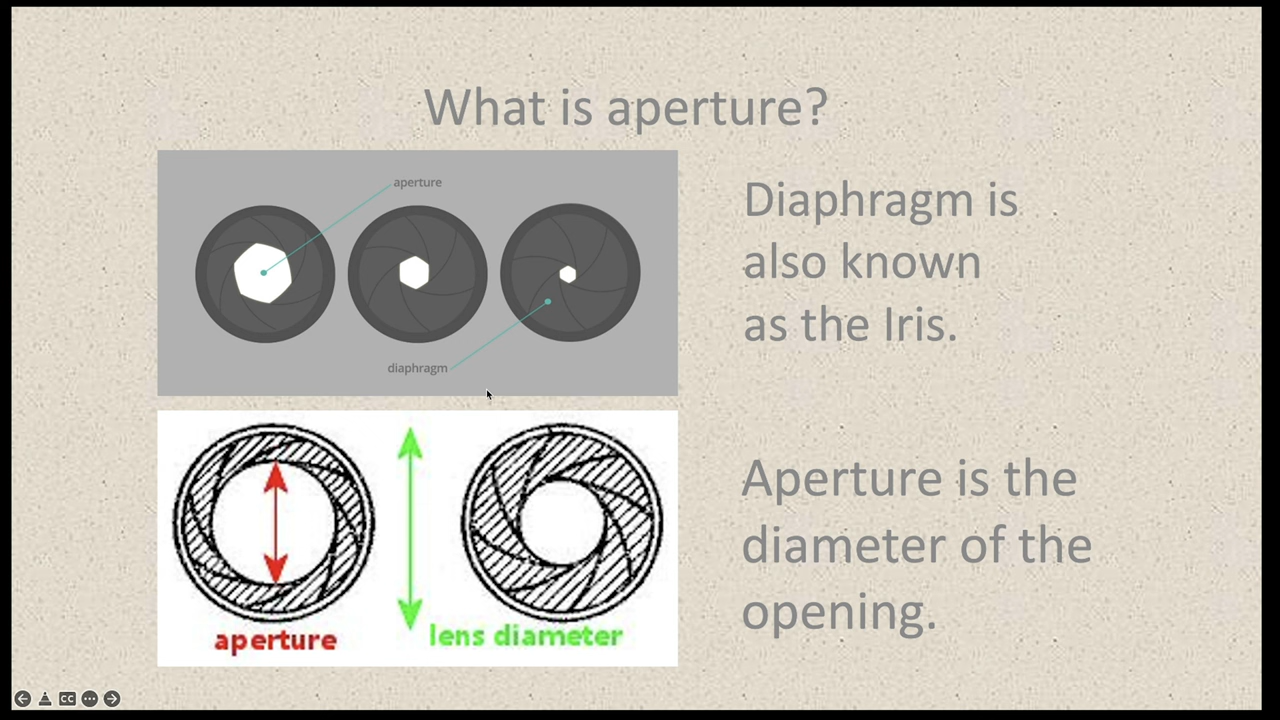 What is aperture?
aperture
diaphragm
Diaphragm is
also known
as the Iris.
aperture
lens diameter
Aperture is the
diameter of the
opening.
CC